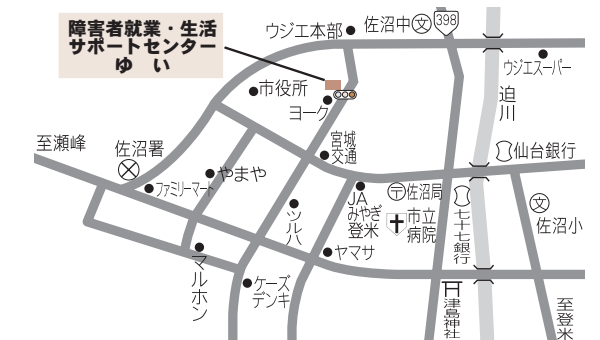 障害者就業・生活
サポートセンター
ゆ い
ウジエ本部
佐沼中
文
398
ウジエスーパー
市役所
ヨーク
迫川
至瀬峰
佐沼署
宮城
交通
仙台銀行
やまや
ファミリーマート
JA
みやぎ
登米
〒佐沼局
市立
病院
七十七銀行
文
佐沼小
ツルハ
ヤマサ
マルホン
ケーズ
デンキ
津島神社
至登米